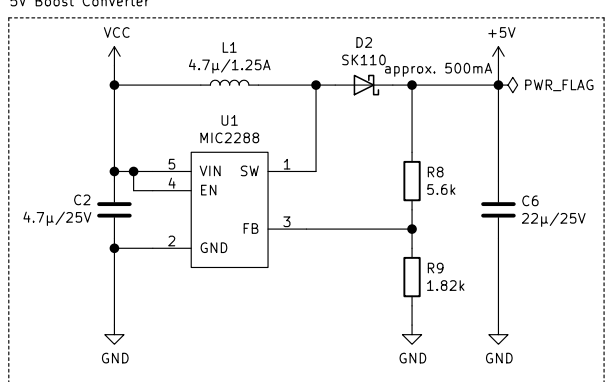 5V Boost Converter
VCC
+5V
L1
4.7µ/1.25A
D2
SK110
approx. 500mA
PWR_FLAG
U1
MIC2288
5 VIN SW 1
4 EN
R8
5.6k
C2
4.7µ/25V
C6
22µ/25V
FB 3
2 GND
R9
1.82k
GND
GND
GND